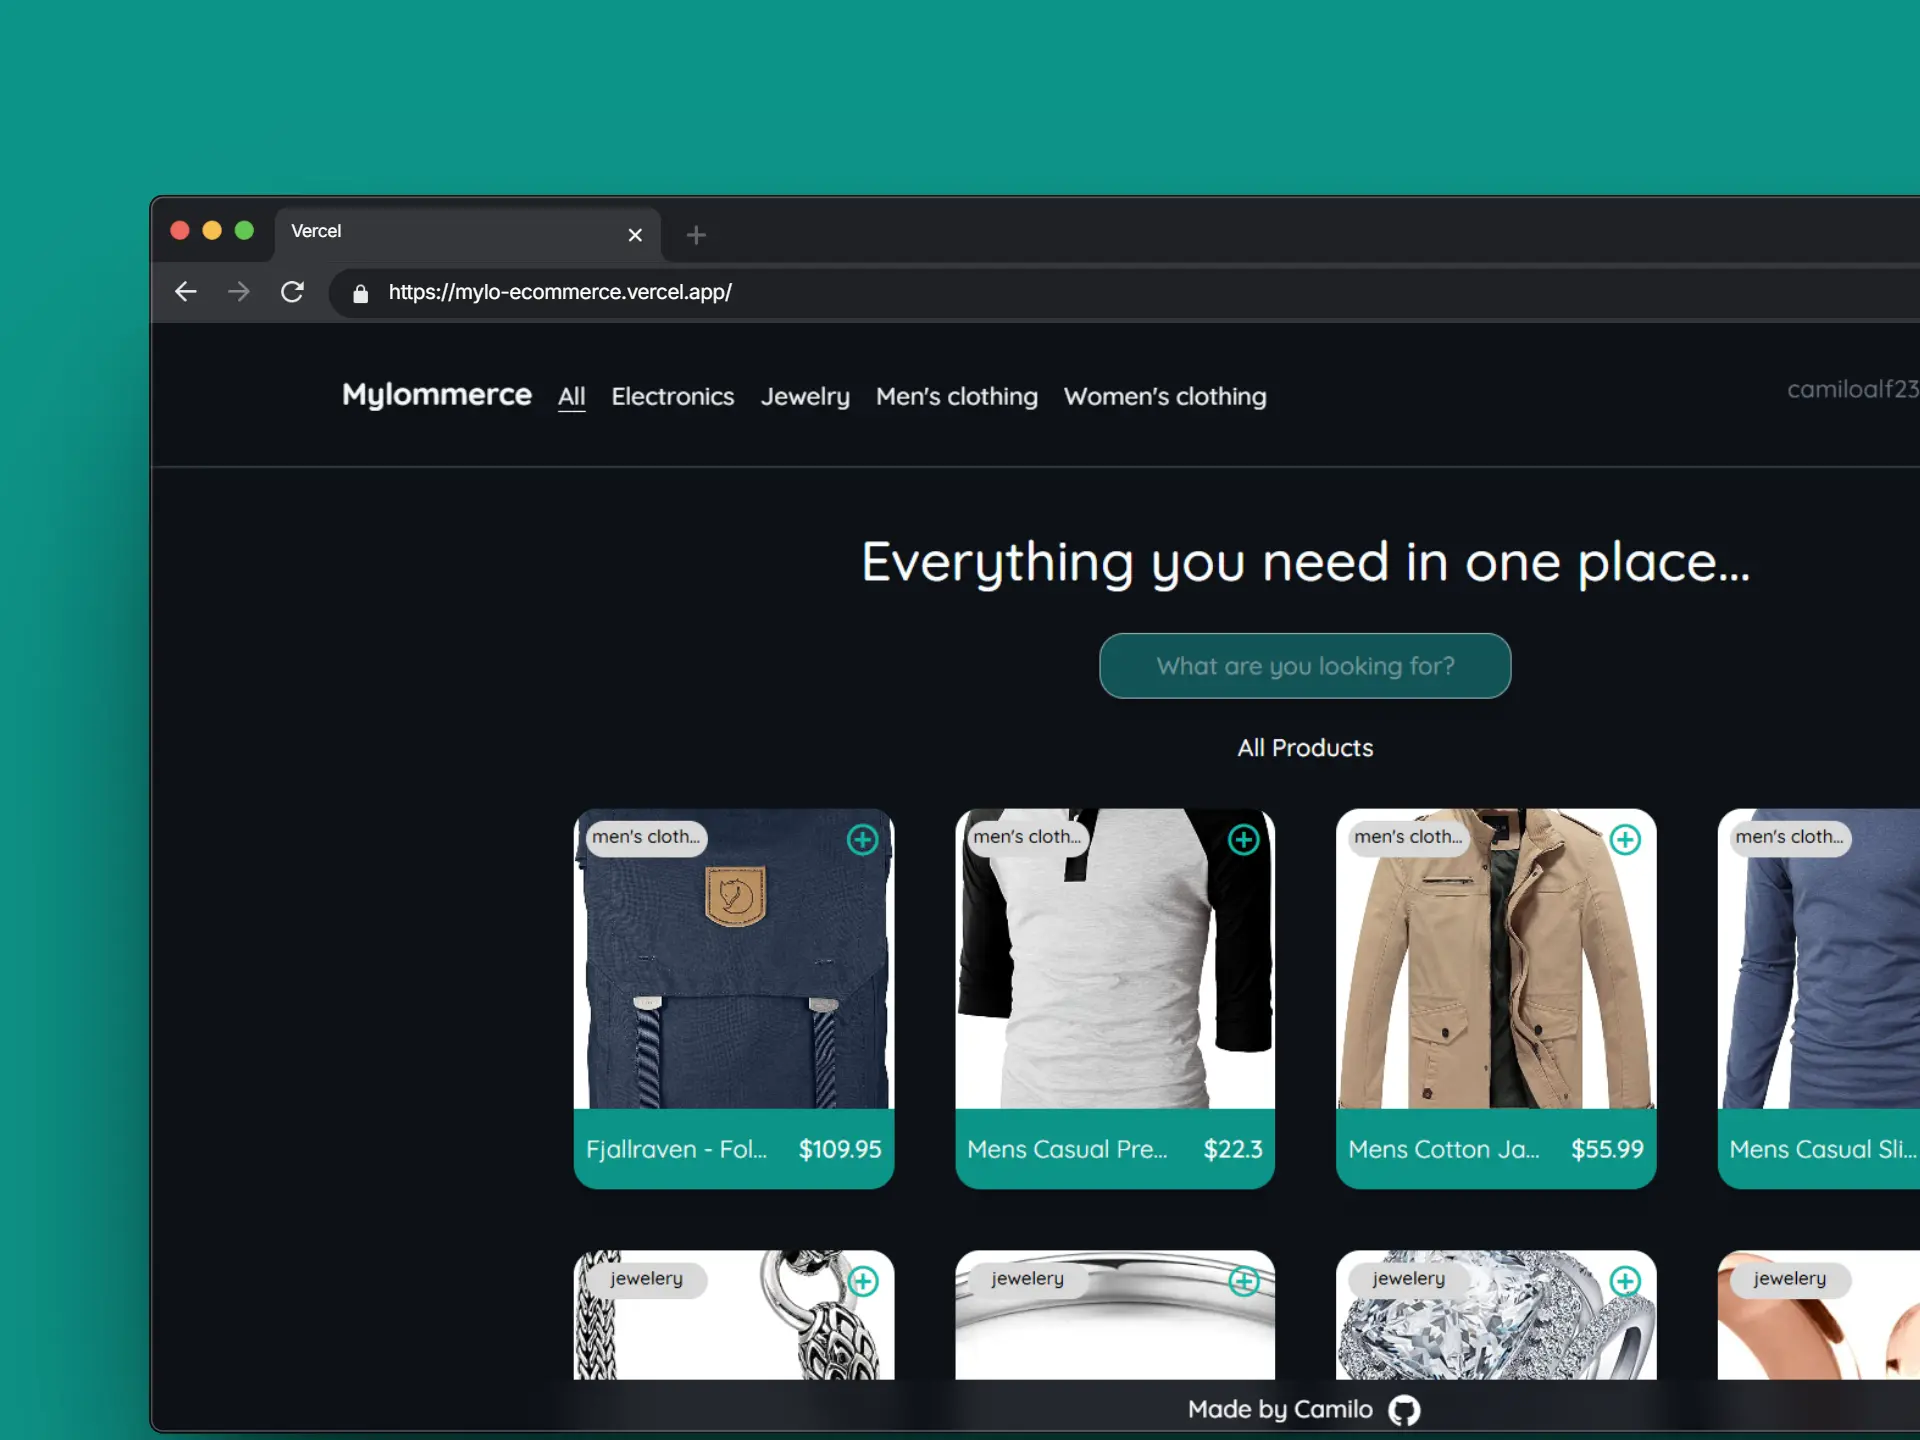 Vercel
https://mylo-ecommerce.vercel.app/
Mylommerce All Electronics Jewelry Men's clothing Women's clothing
camiloalf23
Everything you need in one place...
What are you looking for?
All Products
men's cloth...
men's cloth...
men's cloth...
men's cloth...
Fjallraven - Fol... $109.95
Mens Casual Pre... $22.3
Mens Cotton Ja... $55.99
Mens Casual Sli...
jewelery
jewelery
jewelery
jewelery
Made by Camilo